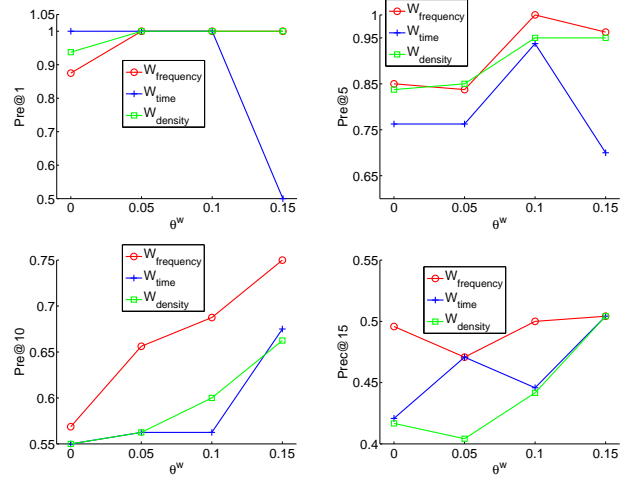 1.05
1
0.9
0.8
0.7
0.6
0.5
Pre@1
W_frequency
W_time
W_density
0 0.05 0.1 0.15
θ^w
1
0.95
0.85
0.75
0.65
Pre@5
W_frequency
W_time
W_density
0 0.05 0.1 0.15
θ^w
0.75
0.65
0.55
Pre@10
W_frequency
W_time
W_density
0 0.05 0.1 0.15
θ^w
0.55
0.5
0.45
0.4
Prec@15
W_frequency
W_time
W_density
0 0.05 0.1 0.15
θ^w